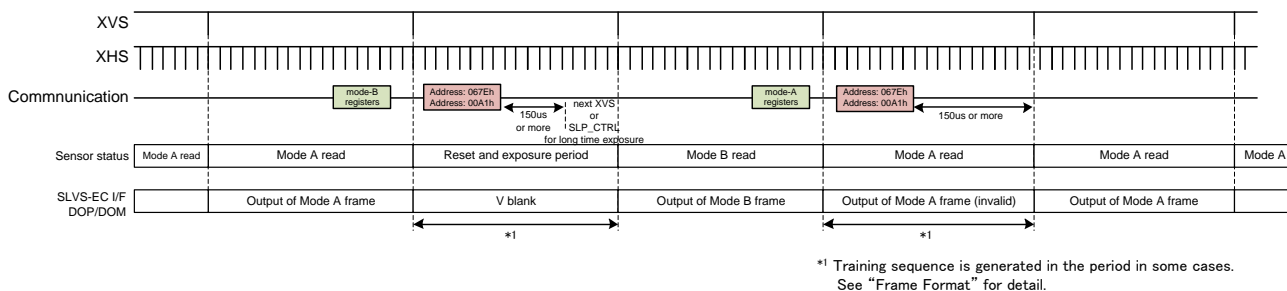 XVS
XHS
Commnunication
mode-B
registers
Address: 067Eh
Address: 00A1h
150us
or more
next XVS
or
SLP_CTRL
for long time exposure
mode-A
registers
Address: 067Eh
Address: 00A1h
150us or more
Sensor status
Mode A read
Mode A read
Reset and exposure period
Mode B read
Mode A read
Mode A read
Mode A
SLVS-EC I/F
DOP/DOM
Output of Mode A frame
V blank
Output of Mode B frame
Output of Mode A frame (invalid)
Output of Mode A frame
*1
*1
*1 Training sequence is generated in the period in some cases.
See “Frame Format” for detail.